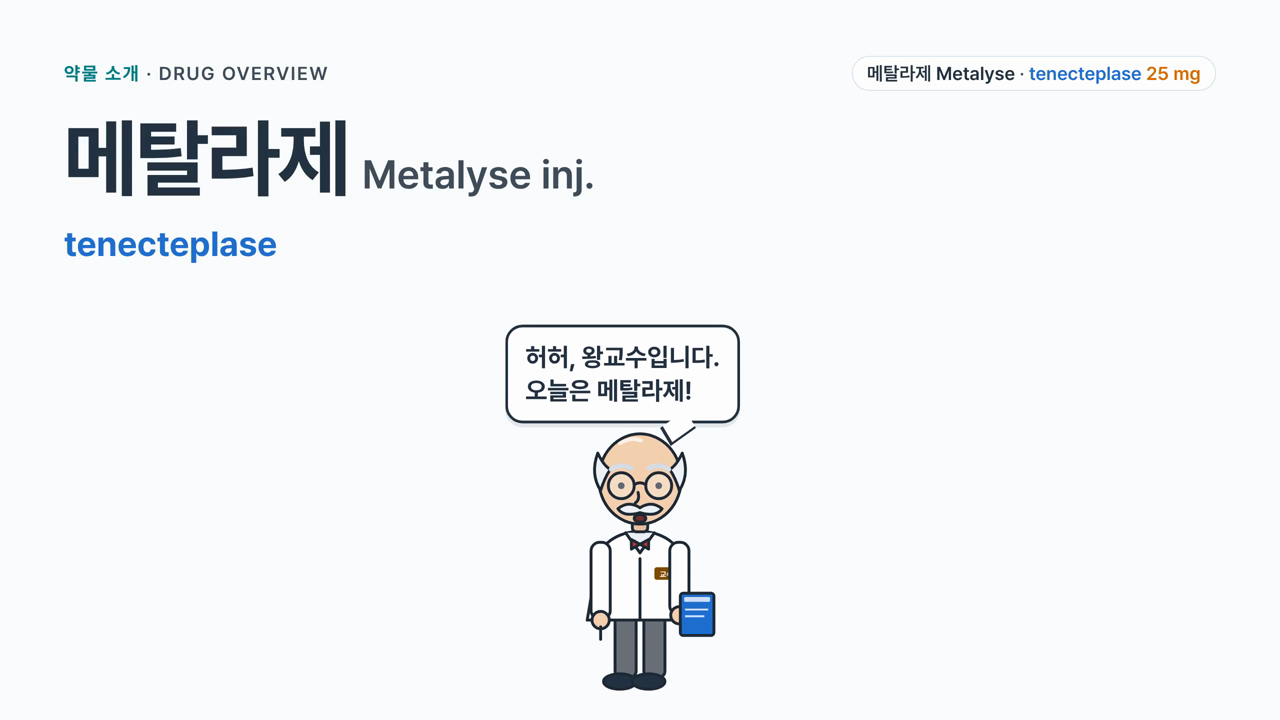 약물 소개 · DRUG OVERVIEW
메탈라제 Metalyse · tenecteplase 25 mg
메탈라제 Metalyse inj.
tenecteplase
허허, 왕교수입니다.
오늘은 메탈라제!